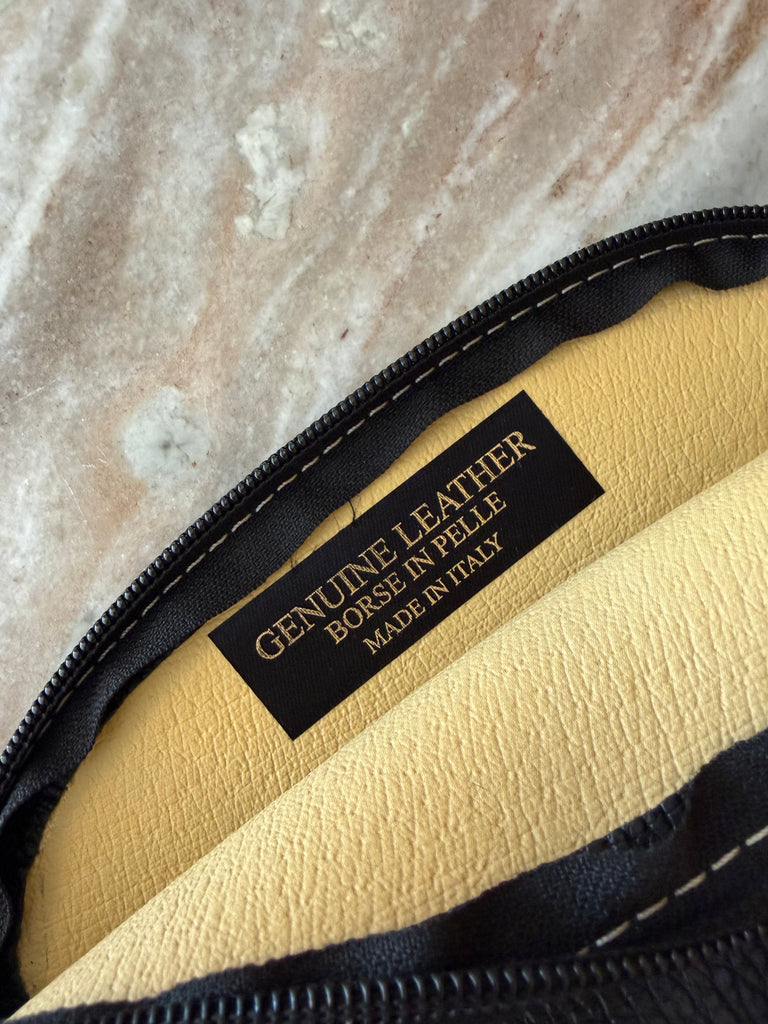 GENUINE LEATHER
BORSE IN PELLE
MADE IN ITALY